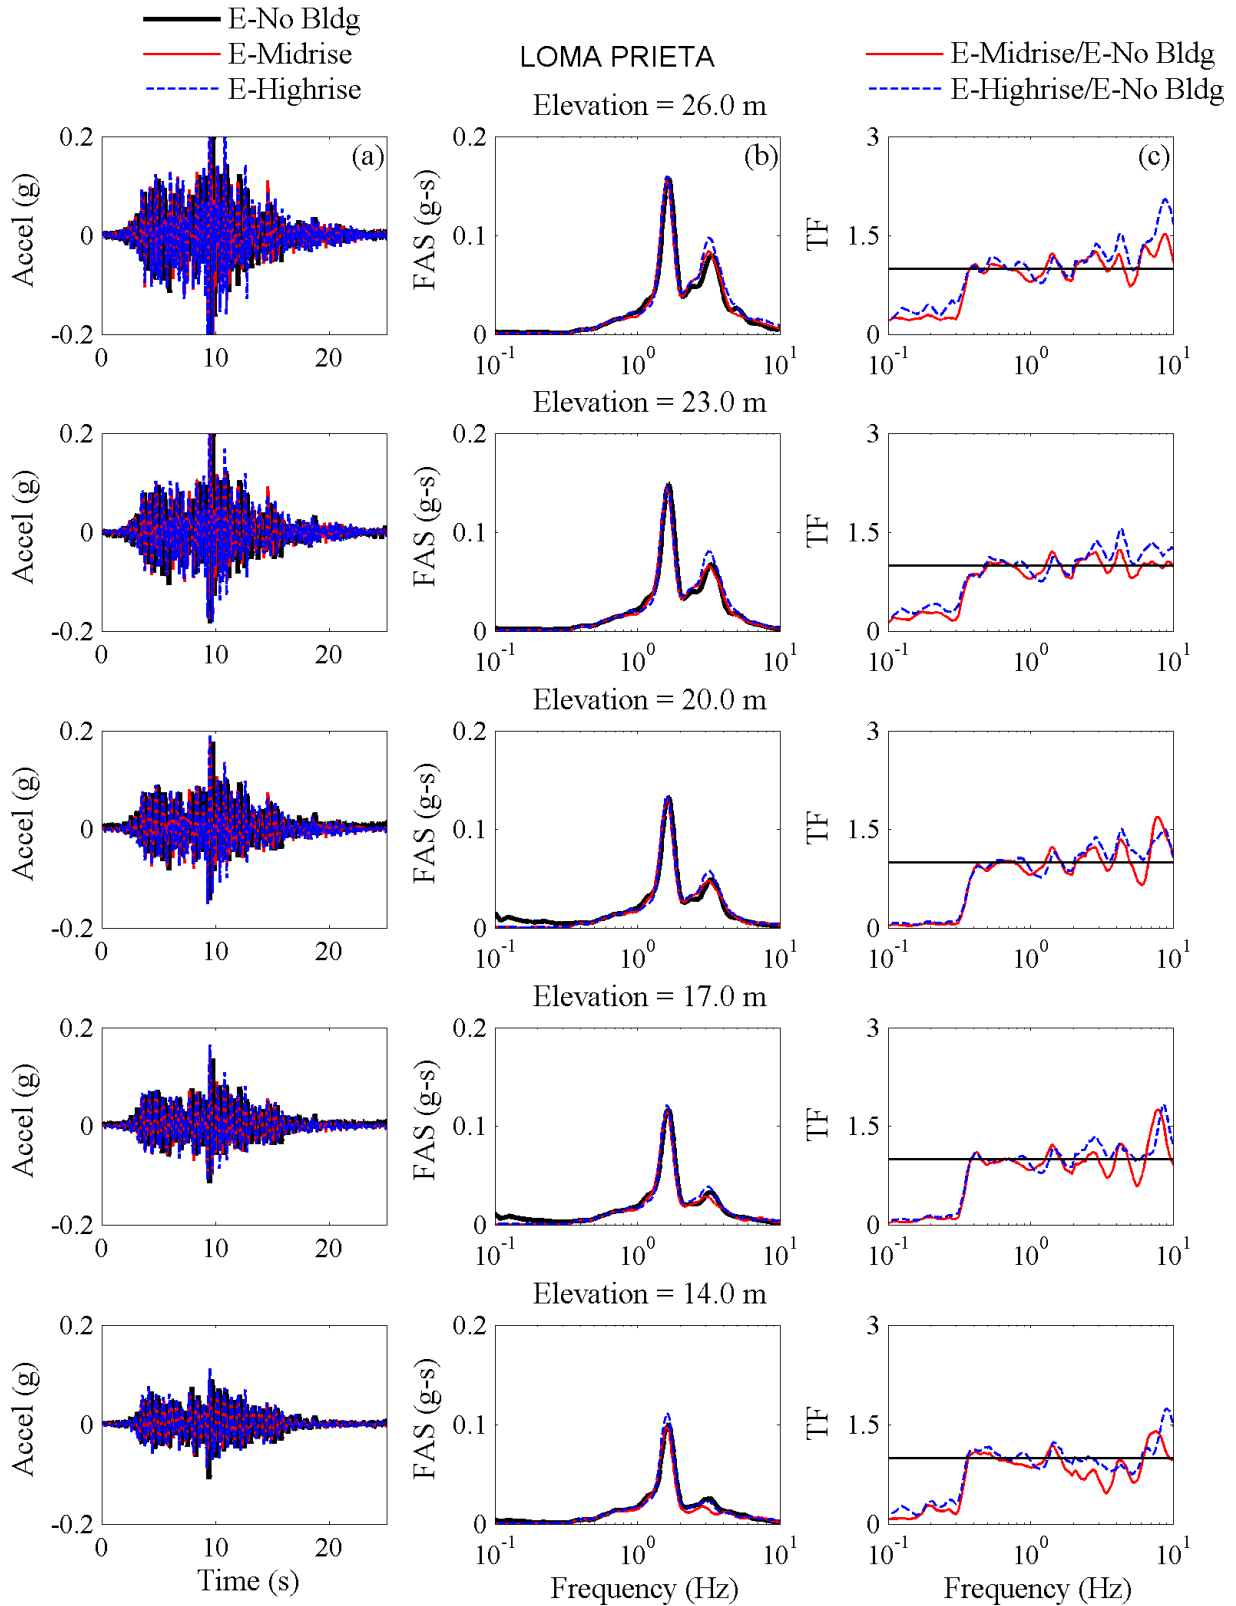 E-No Bldg
E-Midrise
E-Highrise
LOMA PRIETA
E-Midrise/E-No Bldg
E-Highrise/E-No Bldg
Elevation = 26.0 m
(a)
(b)
(c)
Accel (g)
0.2
0
-0.2
0 10 20
FAS (g-s)
0.2
0.1
0
10^-1 10^0 10^1
TF
3
1.5
0
10^-1 10^0 10^1
Elevation = 23.0 m
Accel (g)
0.2
0
-0.2
0 10 20
FAS (g-s)
0.2
0.1
0
10^-1 10^0 10^1
TF
3
1.5
0
10^-1 10^0 10^1
Elevation = 20.0 m
Accel (g)
0.2
0
-0.2
0 10 20
FAS (g-s)
0.2
0.1
0
10^-1 10^0 10^1
TF
3
1.5
0
10^-1 10^0 10^1
Elevation = 17.0 m
Accel (g)
0.2
0
-0.2
0 10 20
FAS (g-s)
0.2
0.1
0
10^-1 10^0 10^1
TF
3
1.5
0
10^-1 10^0 10^1
Elevation = 14.0 m
Accel (g)
0.2
0
-0.2
0 10 20
Time (s)
FAS (g-s)
0.2
0.1
0
10^-1 10^0 10^1
Frequency (Hz)
TF
3
1.5
0
10^-1 10^0 10^1
Frequency (Hz)